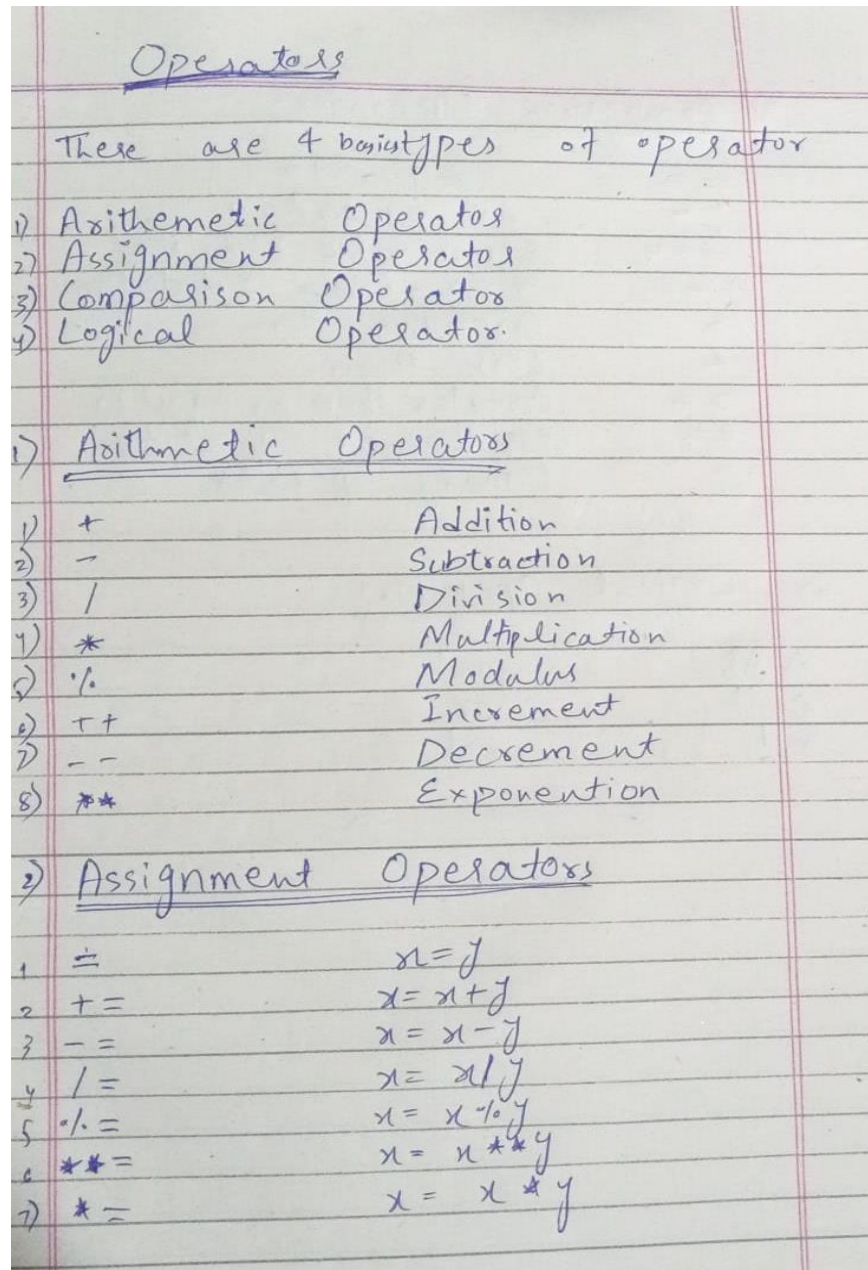 Operators
These are 4 basic types of operator
1) Arithemetic Operator
2) Assignment Operator
3) Comparison Operator
4) Logical Operator.
1) Arithmetic Operators
1) + Addition
2) - Subtraction
3) / Division
4) * Multiplication
5) % Modulus
6) ++ Increment
7) -- Decrement
8) ** Exponention
2) Assignment Operators
1 = x=y
2 += x=x+y
3 -= x=x-y
4 /= x=x/y
5 %= x=x%y
6 **= x=x**y
7) *= x=x*y